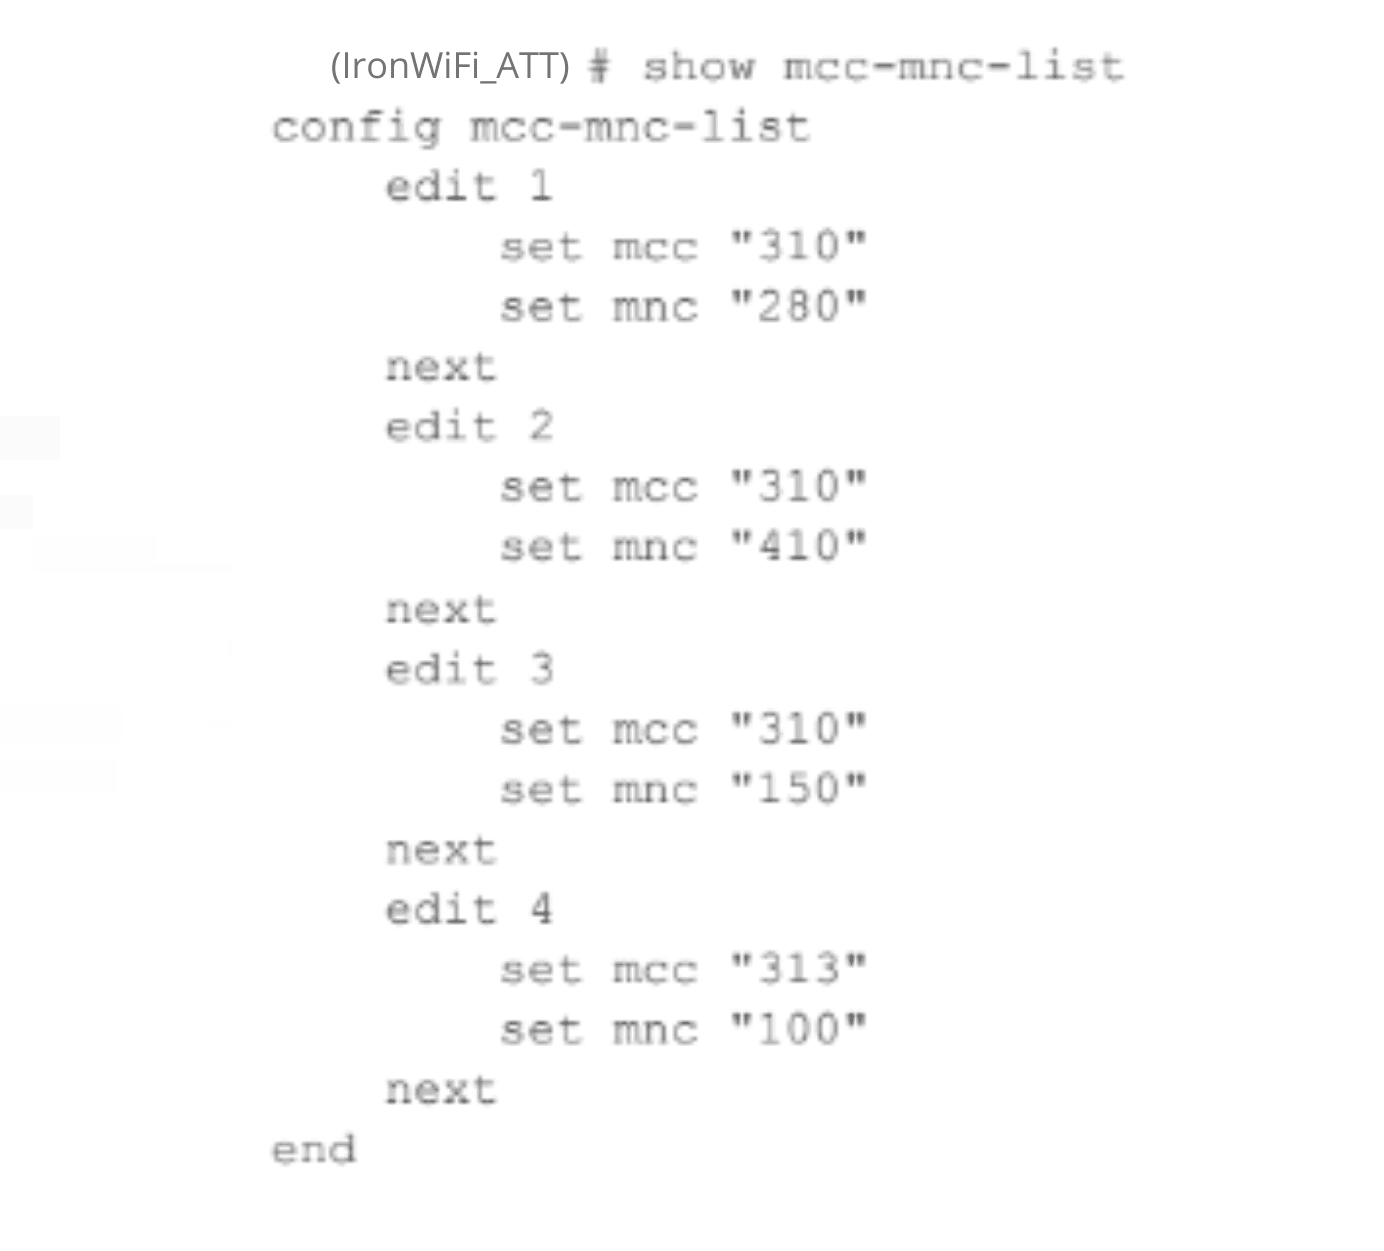 (IronWiFi_ATT) # show mcc-mnc-list
config mcc-mnc-list
edit 1
set mcc "310"
set mnc "280"
next
edit 2
set mcc "310"
set mnc "410"
next
edit 3
set mcc "310"
set mnc "150"
next
edit 4
set mcc "313"
set mnc "100"
next
end